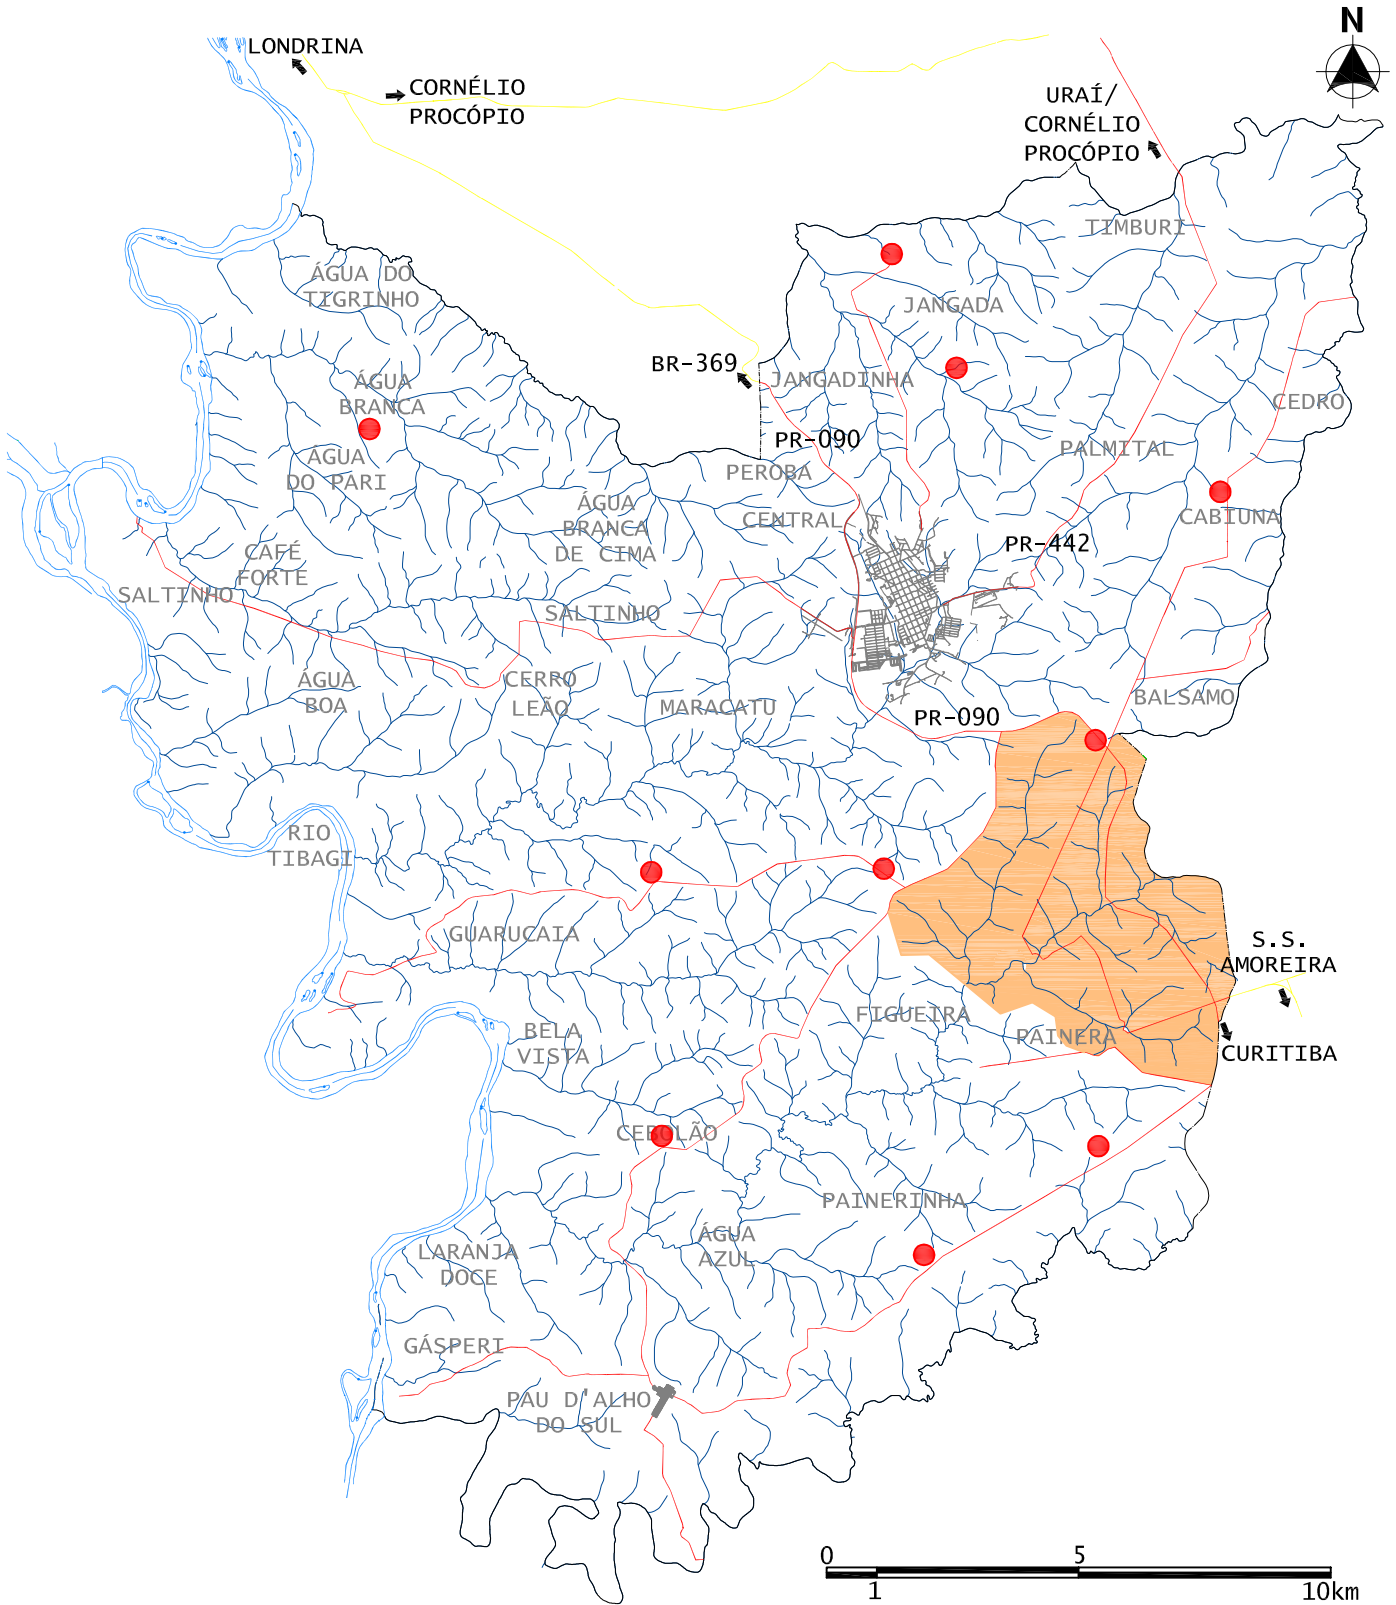 N
LONDRINA
CORNÉLIO
PROCÓPIO
URAÍ/
CORNÉLIO
PROCÓPIO
TIMBURI
ÁGUA DO
TIGRINHO
JANGADA
BR-369
JANGADINHA
ÁGUA
BRANCA
CEDRO
PR-090
PALMITAL
ÁGUA
DO PARI
PEROBA
ÁGUA
BRANCA
DE CIMA
CENTRAL
CABIUNA
PR-442
CAFÉ
FORTE
SALTINHO
SALTINHO
ÁGUA
BOA
CERRO
LEÃO
MARACATU
BALSAMO
PR-090
RIO
TIBAGI
GUARUCAIA
S.S.
AMOREIRA
FIGUEIRA
BELA
VISTA
PAINERA
CURITIBA
CEBOLÃO
PAINERINHA
ÁGUA
AZUL
LARANJA
DOCE
GÁSPERI
PAU D'ALHO
DO SUL
0
5
1
10km